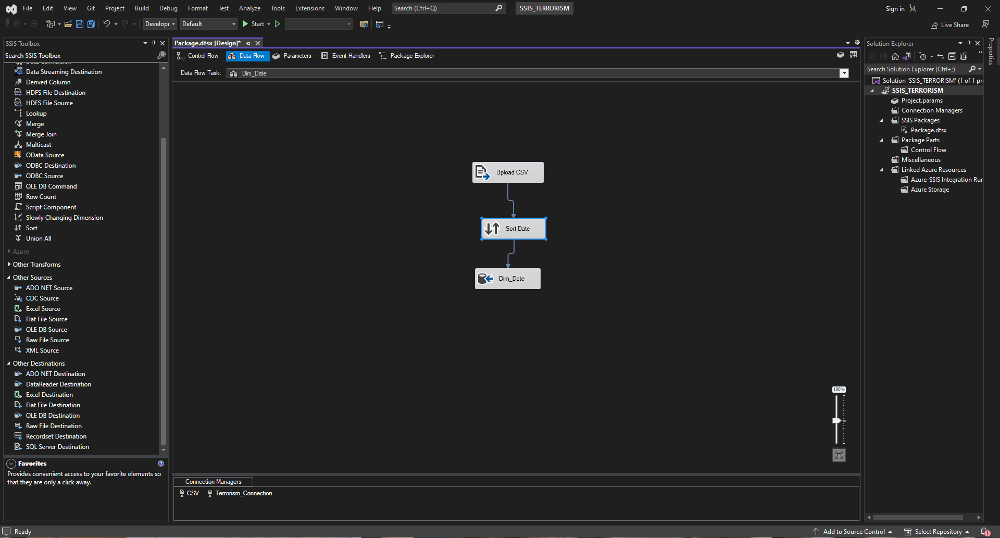 File Edit View Git Project Build Debug Format Test Analyze Tools Extensions Window Help Search (Ctrl+Q) SSIS_TERRORISM Sign in
Develop Default Start Live Share
SSIS Toolbox
Search SSIS Toolbox
Data Conversion
Data Streaming Destination
Derived Column
HDFS File Destination
HDFS File Source
Lookup
Merge
Merge Join
Multicast
OData Source
ODBC Destination
ODBC Source
OLE DB Command
Row Count
Script Component
Slowly Changing Dimension
Sort
Union All
Azure
Other Transforms
Other Sources
ADO NET Source
CDC Source
Excel Source
Flat File Source
OLE DB Source
Raw File Source
XML Source
Other Destinations
ADO NET Destination
DataReader Destination
Excel Destination
Flat File Destination
OLE DB Destination
Raw File Destination
Recordset Destination
SQL Server Destination
Favorites
Provides convenient access to your favorite elements so
that they are only a click away.
Package.dtsx [Design]*
Control Flow Data Flow Parameters Event Handlers Package Explorer
Data Flow Task: Dim_Date
Upload CSV
Sort Date
Dim_Date
100%
Connection Managers
CSV Terrorism_Connection
Solution Explorer
Search Solution Explorer (Ctrl+;)
Solution 'SSIS_TERRORISM' (1 of 1 pr
SSIS_TERRORISM
Project.params
Connection Managers
SSIS Packages
Package.dtsx
Package Parts
Control Flow
Miscellaneous
Linked Azure Resources
Azure-SSIS Integration Run
Azure Storage
Properties
Ready Add to Source Control Select Repository 1